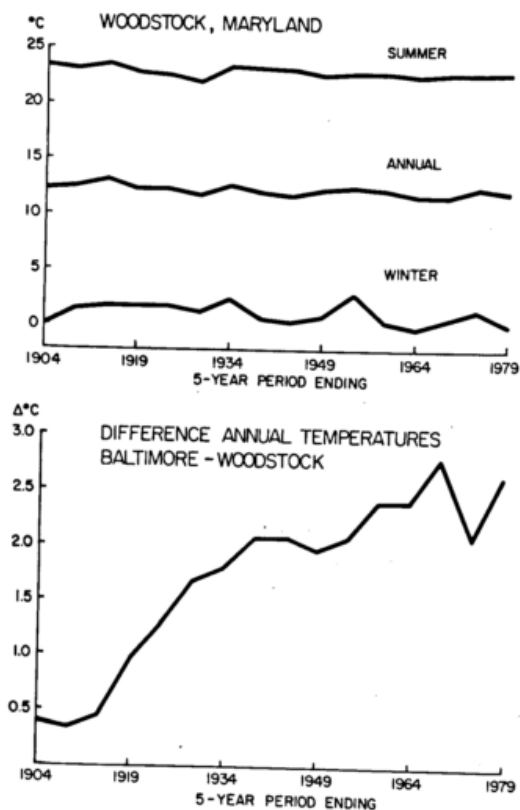 °C
WOODSTOCK, MARYLAND
25
SUMMER
20
15
ANNUAL
10
5
WINTER
0
1904 1919 1934 1949 1964 1979
5-YEAR PERIOD ENDING
Δ°C
3.0
DIFFERENCE ANNUAL TEMPERATURES
BALTIMORE - WOODSTOCK
2.5
2.0
1.5
1.0
0.5
1904 1919 1934 1949 1964 1979
5-YEAR PERIOD ENDING